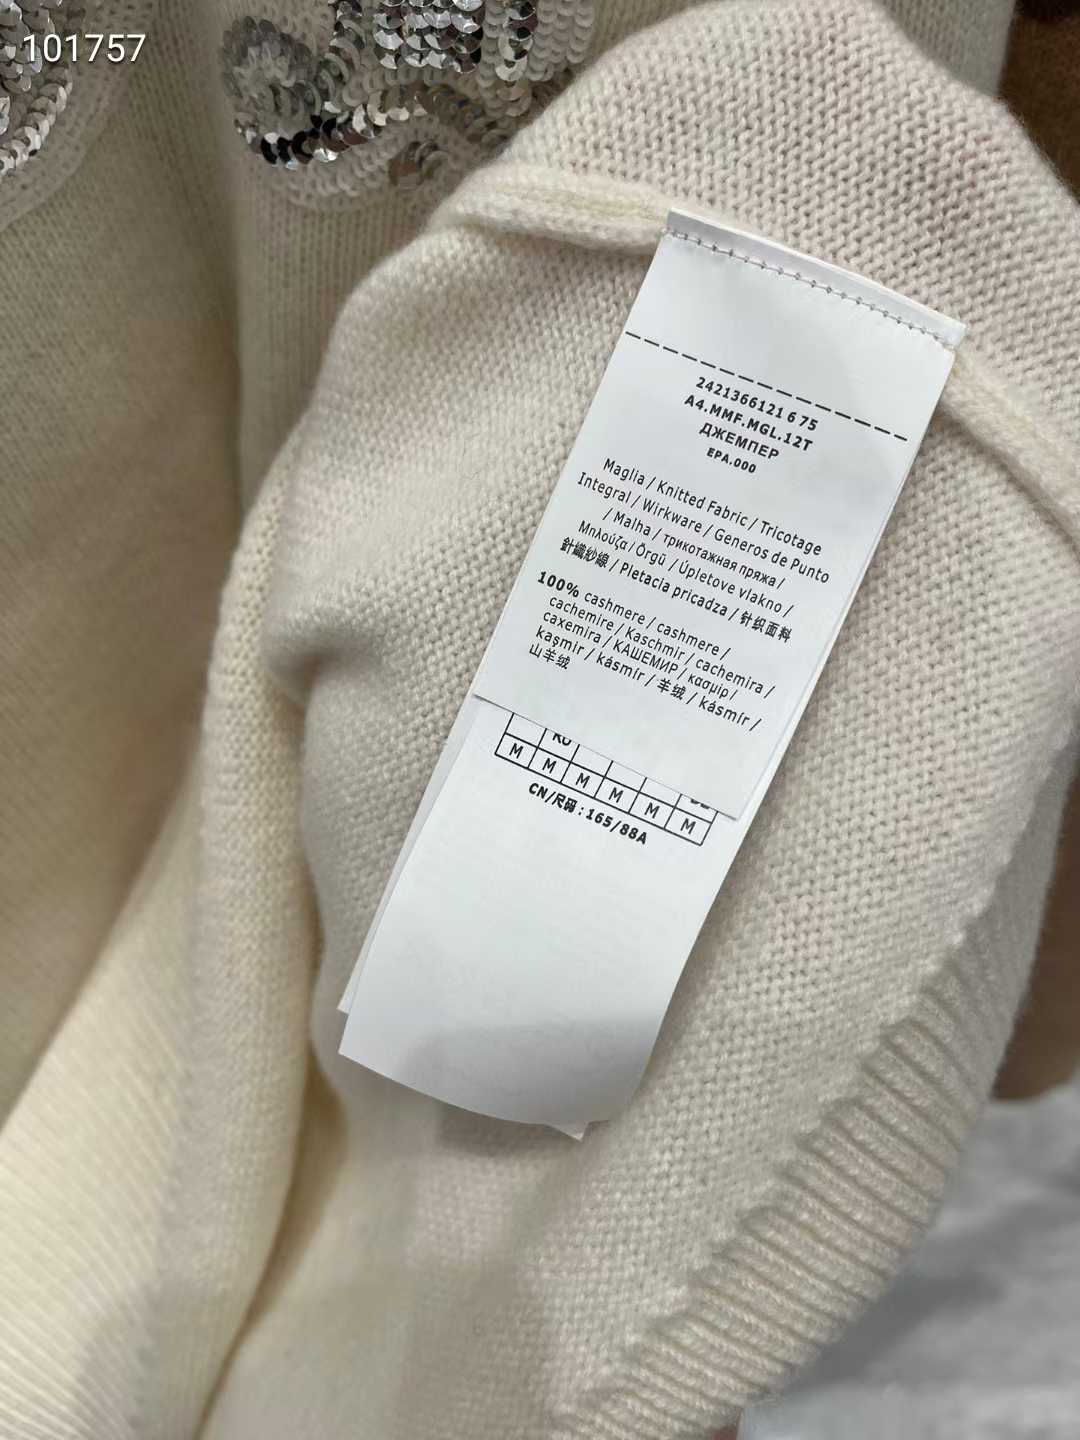 101757
2421366121 6 75
A4.MMF.MGL.12T
ДЖЕМПЕР
EPA.000
Maglia / Knitted Fabric / Tricotage
Integral / Wirkware / Generos de Punto
/ Malha / трикотажная пряжа /
Μηλούζα / Örgü / Úpletove vlakno /
針織紗線 / Pletacia pricadza / 针织面料
100% cashmere / cashmere /
cachemire / Kaschmir / cachemira /
caxemira / КАШЕМИР / κασμίρ /
kaşmir / kásmír / 羊绒 / kásmír /
山羊绒
M M M M M M
CN/尺码 : 165/88A